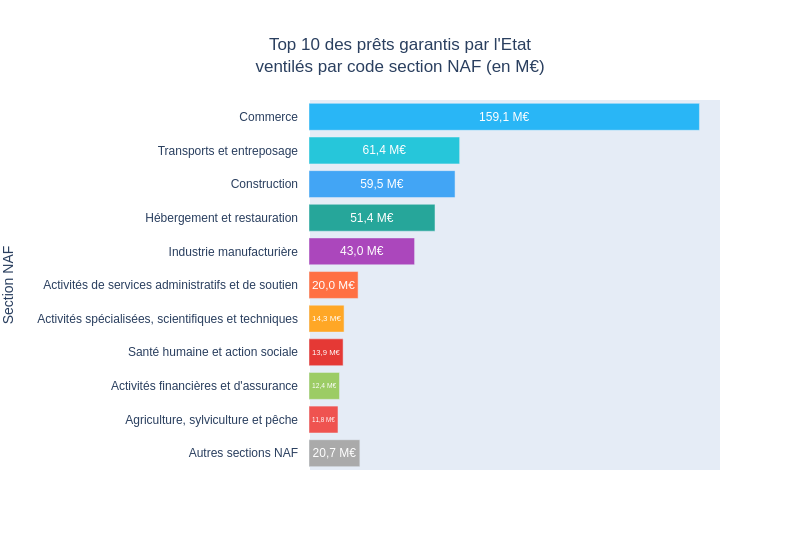 Top 10 des prêts garantis par l'Etat
ventilés par code section NAF (en M€)
Section NAF
Commerce 159,1 M€
Transports et entreposage 61,4 M€
Construction 59,5 M€
Hébergement et restauration 51,4 M€
Industrie manufacturière 43,0 M€
Activités de services administratifs et de soutien 20,0 M€
Activités spécialisées, scientifiques et techniques 14,3 M€
Santé humaine et action sociale 13,9 M€
Activités financières et d'assurance 12,4 M€
Agriculture, sylviculture et pêche 11,8 M€
Autres sections NAF 20,7 M€